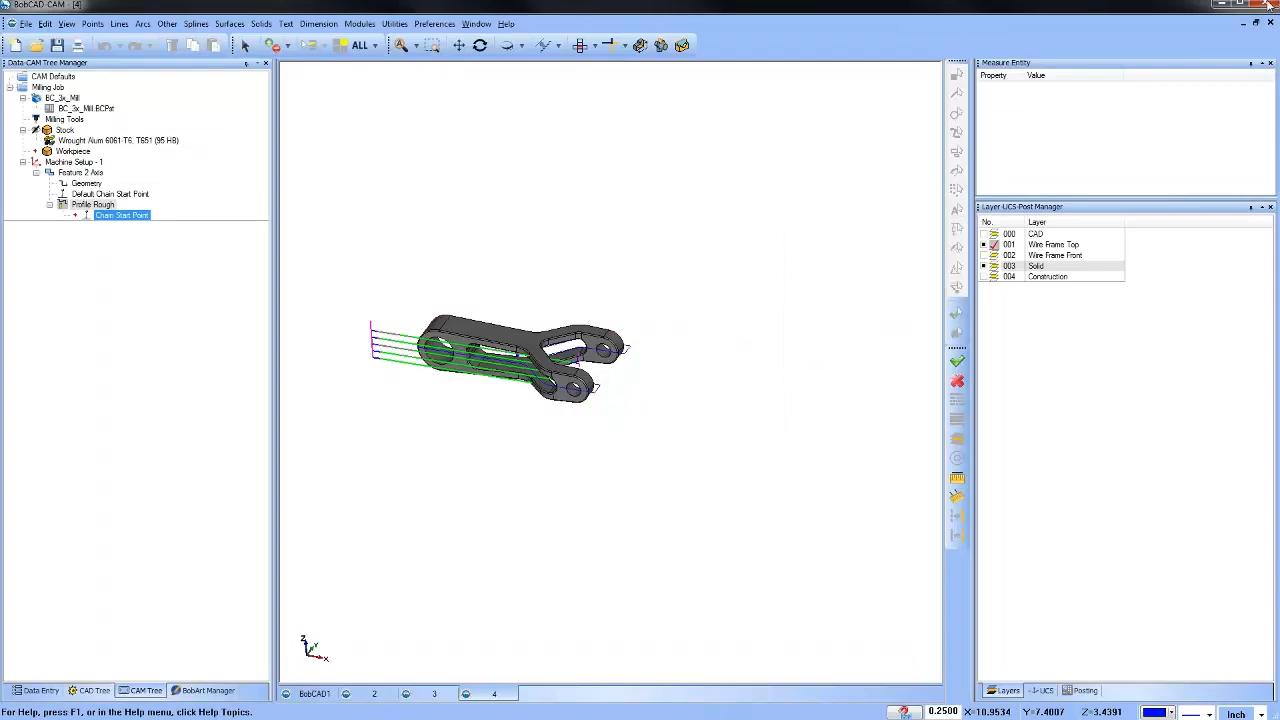 BobCAD-CAM - [4]
File Edit View Points Lines Arcs Other Splines Surfaces Solids Text Dimension Modules Utilities Preferences Window Help
ALL
Data-CAM Tree Manager
CAM Defaults
Milling Job
BC_3x_Mill
BC_3x_Mill.BCPst
Milling Tools
Stock
Wrought Alum 6061-T6, T651 (95 HB)
Workpiece
Machine Setup - 1
Feature 2 Axis
Geometry
Default Chain Start Point
Profile Rough
Chain Start Point
Z
Y
X
Measure Entity
Property Value
Layer-UCS-Post Manager
No. Layer
000 CAD
001 Wire Frame Top
002 Wire Frame Front
003 Solid
004 Construction
Data Entry CAD Tree CAM Tree BobArt Manager
BobCAD1 2 3 4
Layers UCS Posting
For Help, press F1, or in the Help menu, click Help Topics.
0.2500 X=10.9534 Y=7.4007 Z=3.4391 Inch